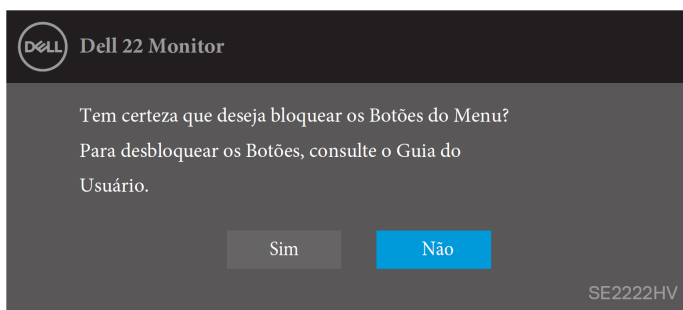 DELL Dell 22 Monitor
Tem certeza que deseja bloquear os Botões do Menu?
Para desbloquear os Botões, consulte o Guia do
Usuário.
Sim Não
SE2222HV